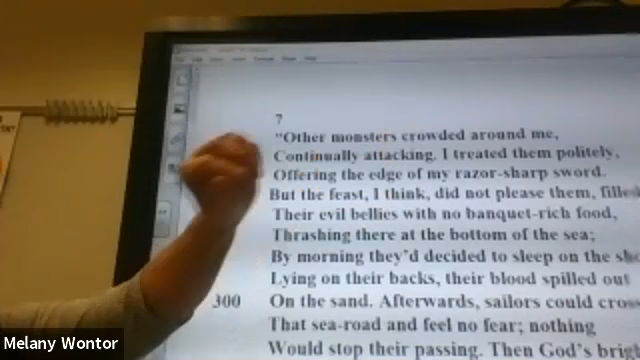 ?
"Other monsters crowded around me,
Continually attacking. I treated them politely,
Offering the edge of my razor-sharp sword.
But the feast, I think, did not please them, filled
Their evil bellies with no banquet-rich food,
Thrashing there at the bottom of the sea;
By morning they'd decided to sleep on the
Lying on their backs, their blood spilled out
300 On the sand. Afterwards, sailors could
That sea-road and feel no fear; nothing
Would stop their passing. Then God's
Melany Wontor